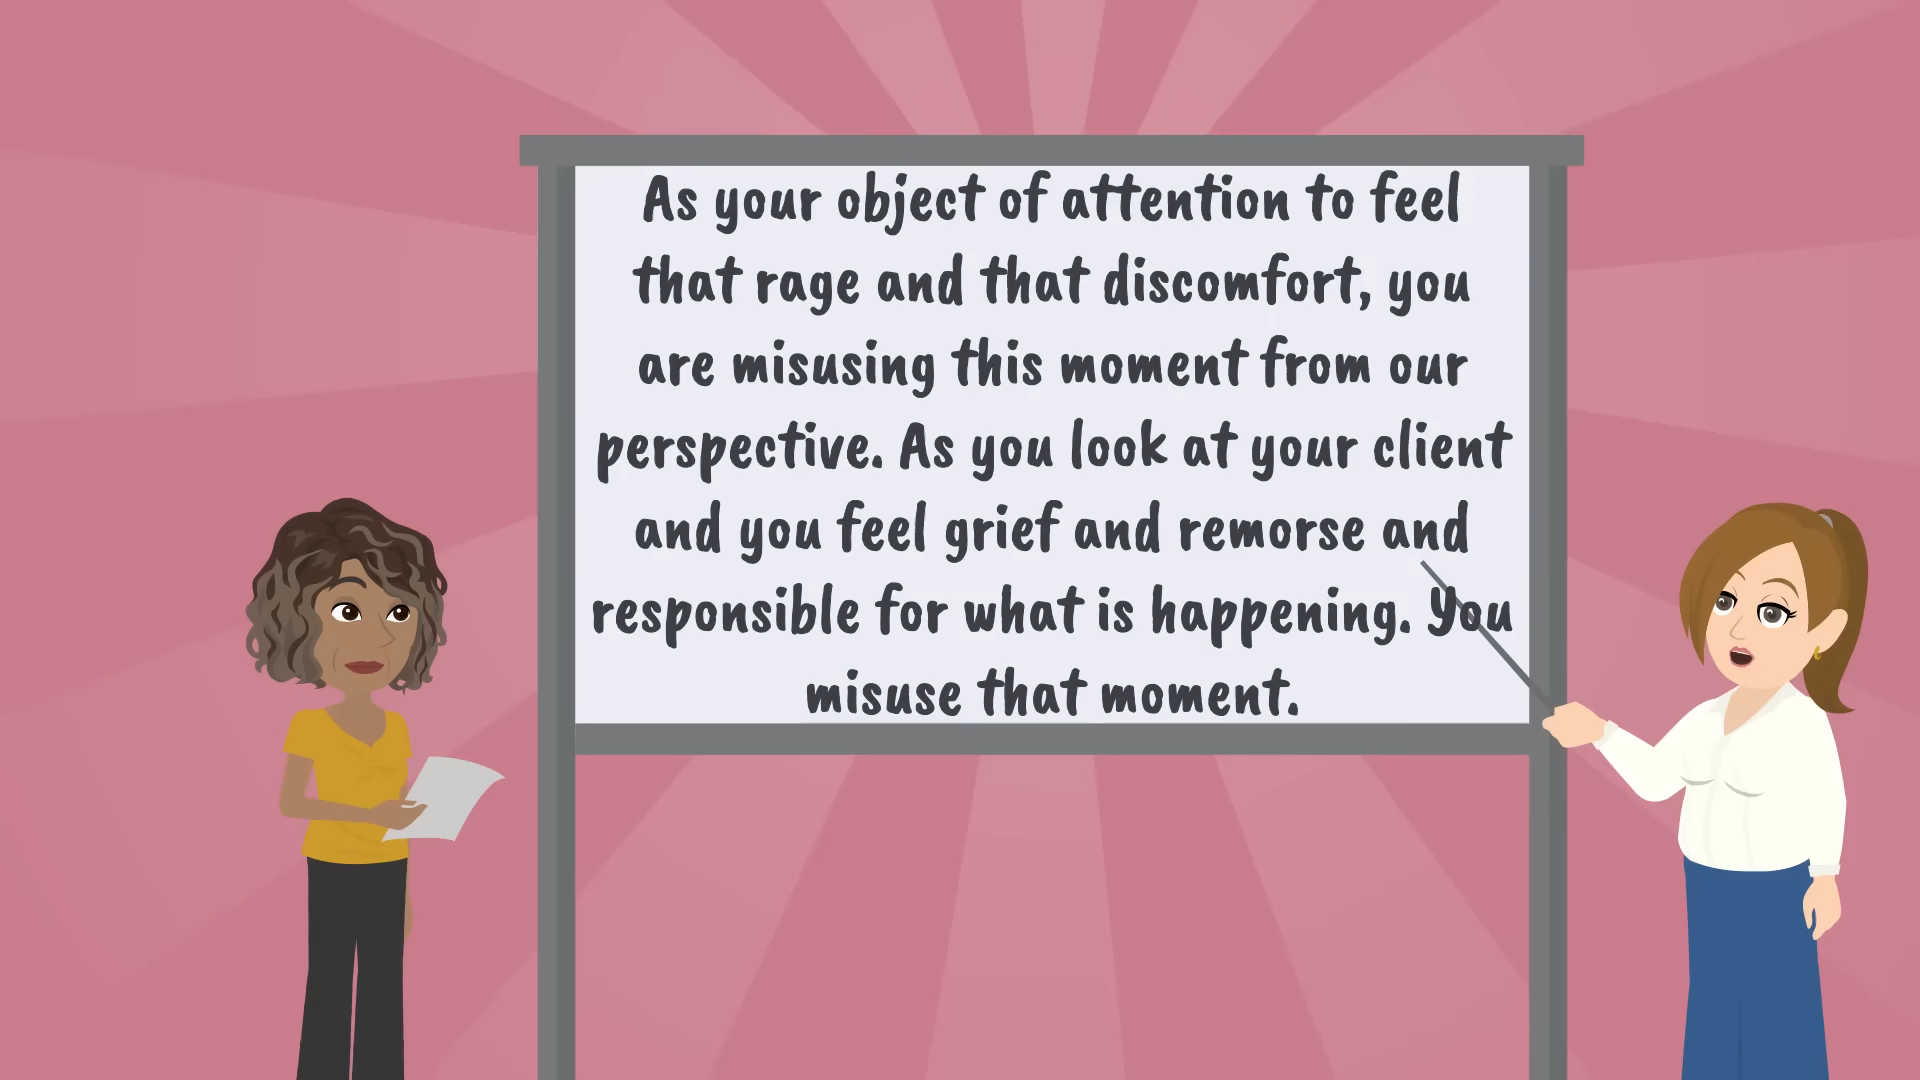 As your object of attention to feel
that rage and that discomfort, you
are misusing this moment from our
perspective. As you look at your client
and you feel grief and remorse and
responsible for what is happening. You
misuse that moment.